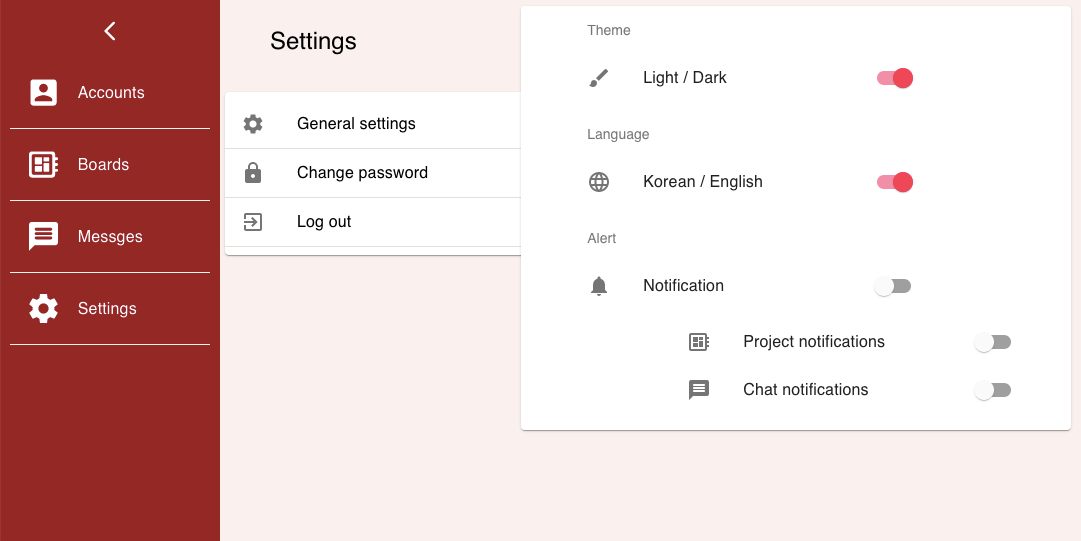 Accounts
Boards
Messges
Settings
Settings
General settings
Change password
Log out
Theme
Light / Dark
Language
Korean / English
Alert
Notification
Project notifications
Chat notifications